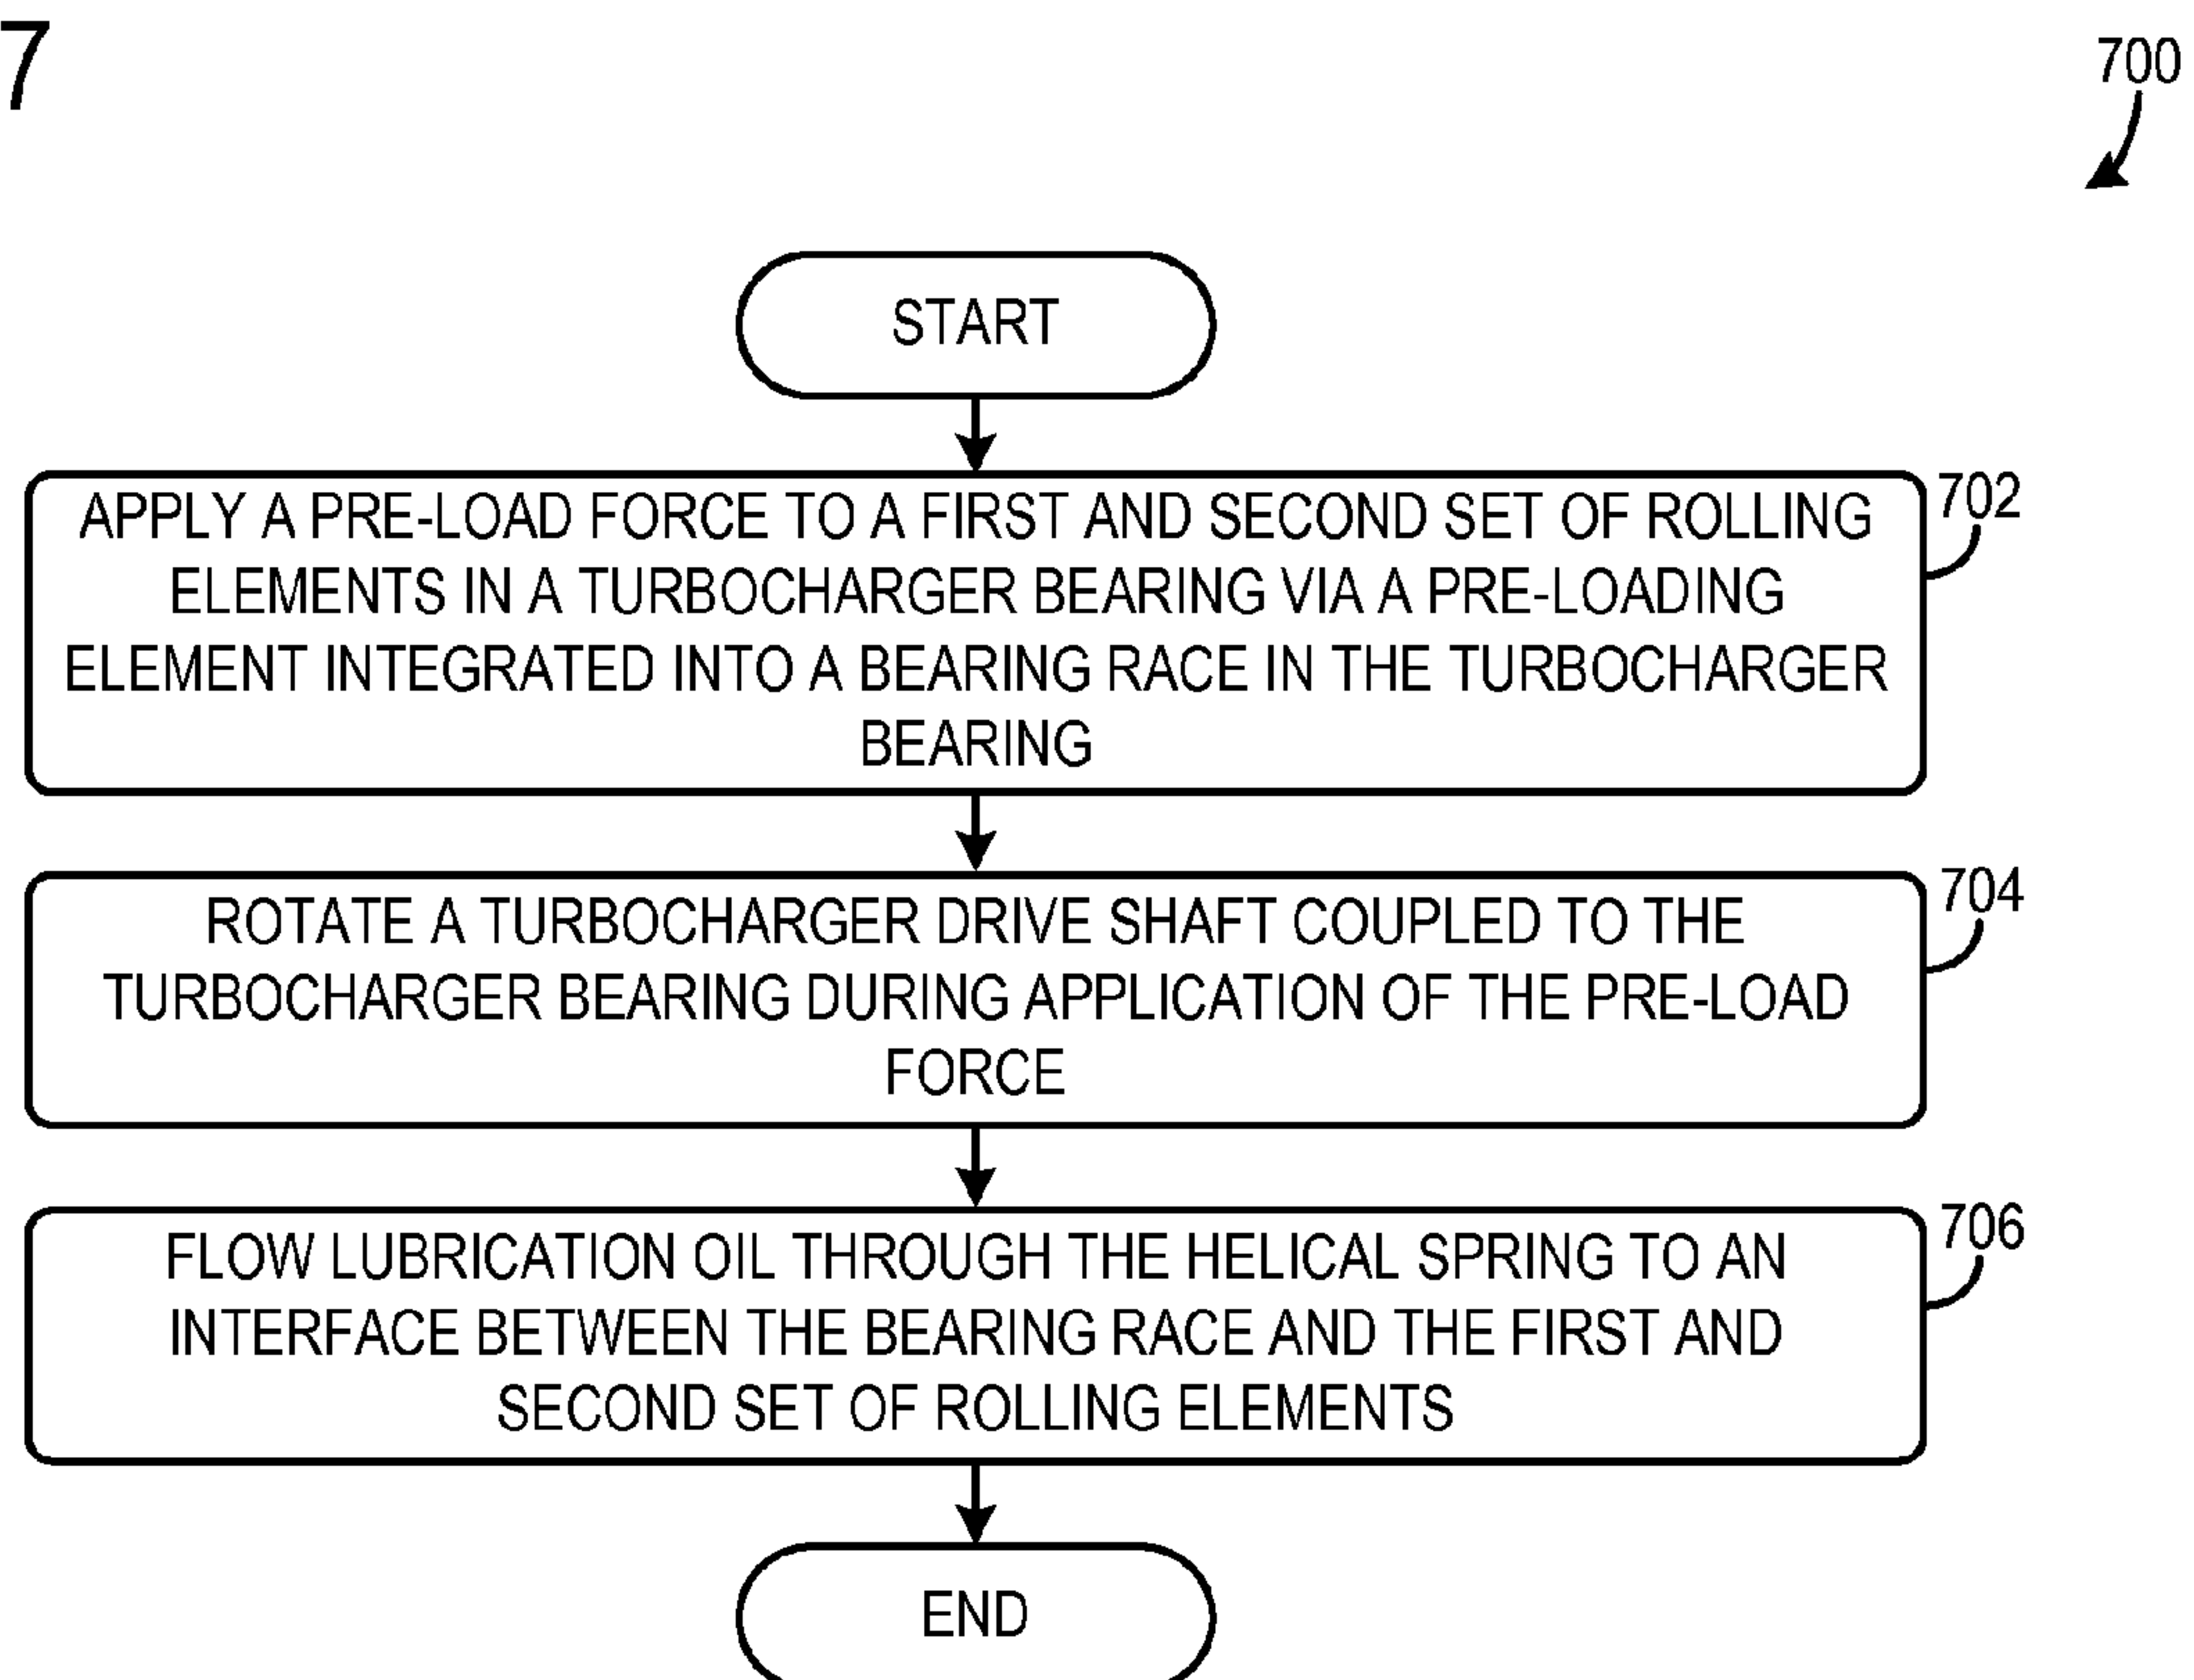 7
700
START
APPLY A PRE-LOAD FORCE TO A FIRST AND SECOND SET OF ROLLING
ELEMENTS IN A TURBOCHARGER BEARING VIA A PRE-LOADING
ELEMENT INTEGRATED INTO A BEARING RACE IN THE TURBOCHARGER
BEARING
702
ROTATE A TURBOCHARGER DRIVE SHAFT COUPLED TO THE
TURBOCHARGER BEARING DURING APPLICATION OF THE PRE-LOAD
FORCE
704
FLOW LUBRICATION OIL THROUGH THE HELICAL SPRING TO AN
INTERFACE BETWEEN THE BEARING RACE AND THE FIRST AND
SECOND SET OF ROLLING ELEMENTS
706
END